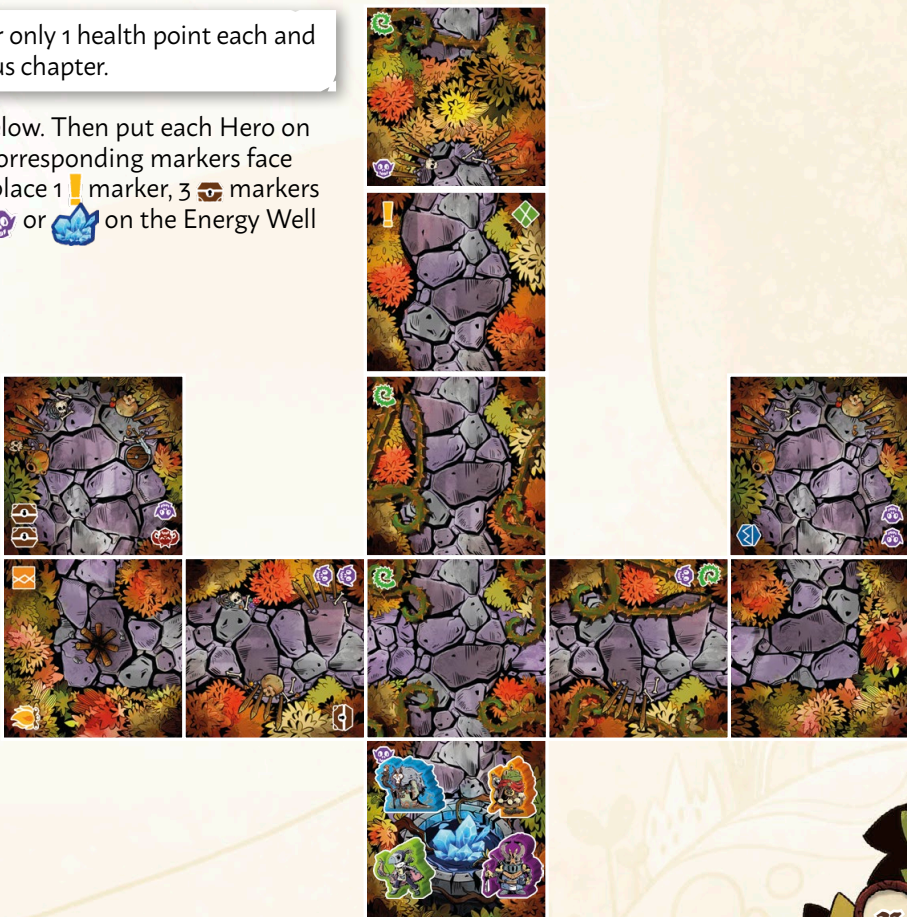 only 1 health point each and
us chapter.
low. Then put each Hero on
orresponding markers face
lace 1 marker, 3 markers
or on the Energy Well